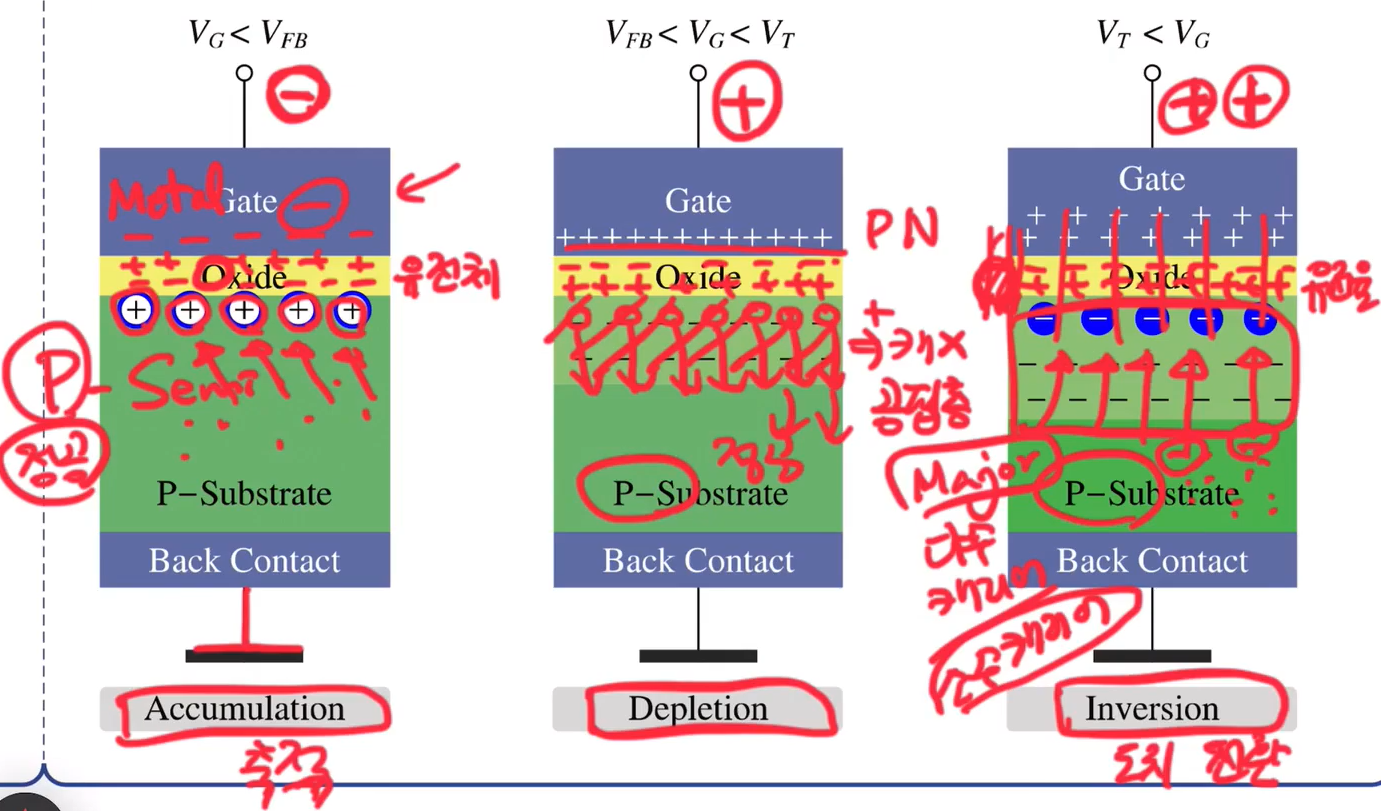 V_G < V_FB
V_FB < V_G < V_T
V_T < V_G
Metal
Gate
Gate
Gate
PN
Oxide
유전체
Oxide
Oxide
P-Semi
정공
공핍층
정공
P−Substrate
P−Substrate
P−Substrate
Major
다수
캐리어
소수캐리어
Back Contact
Back Contact
Back Contact
Accumulation
Depletion
Inversion
축적
도치 전환